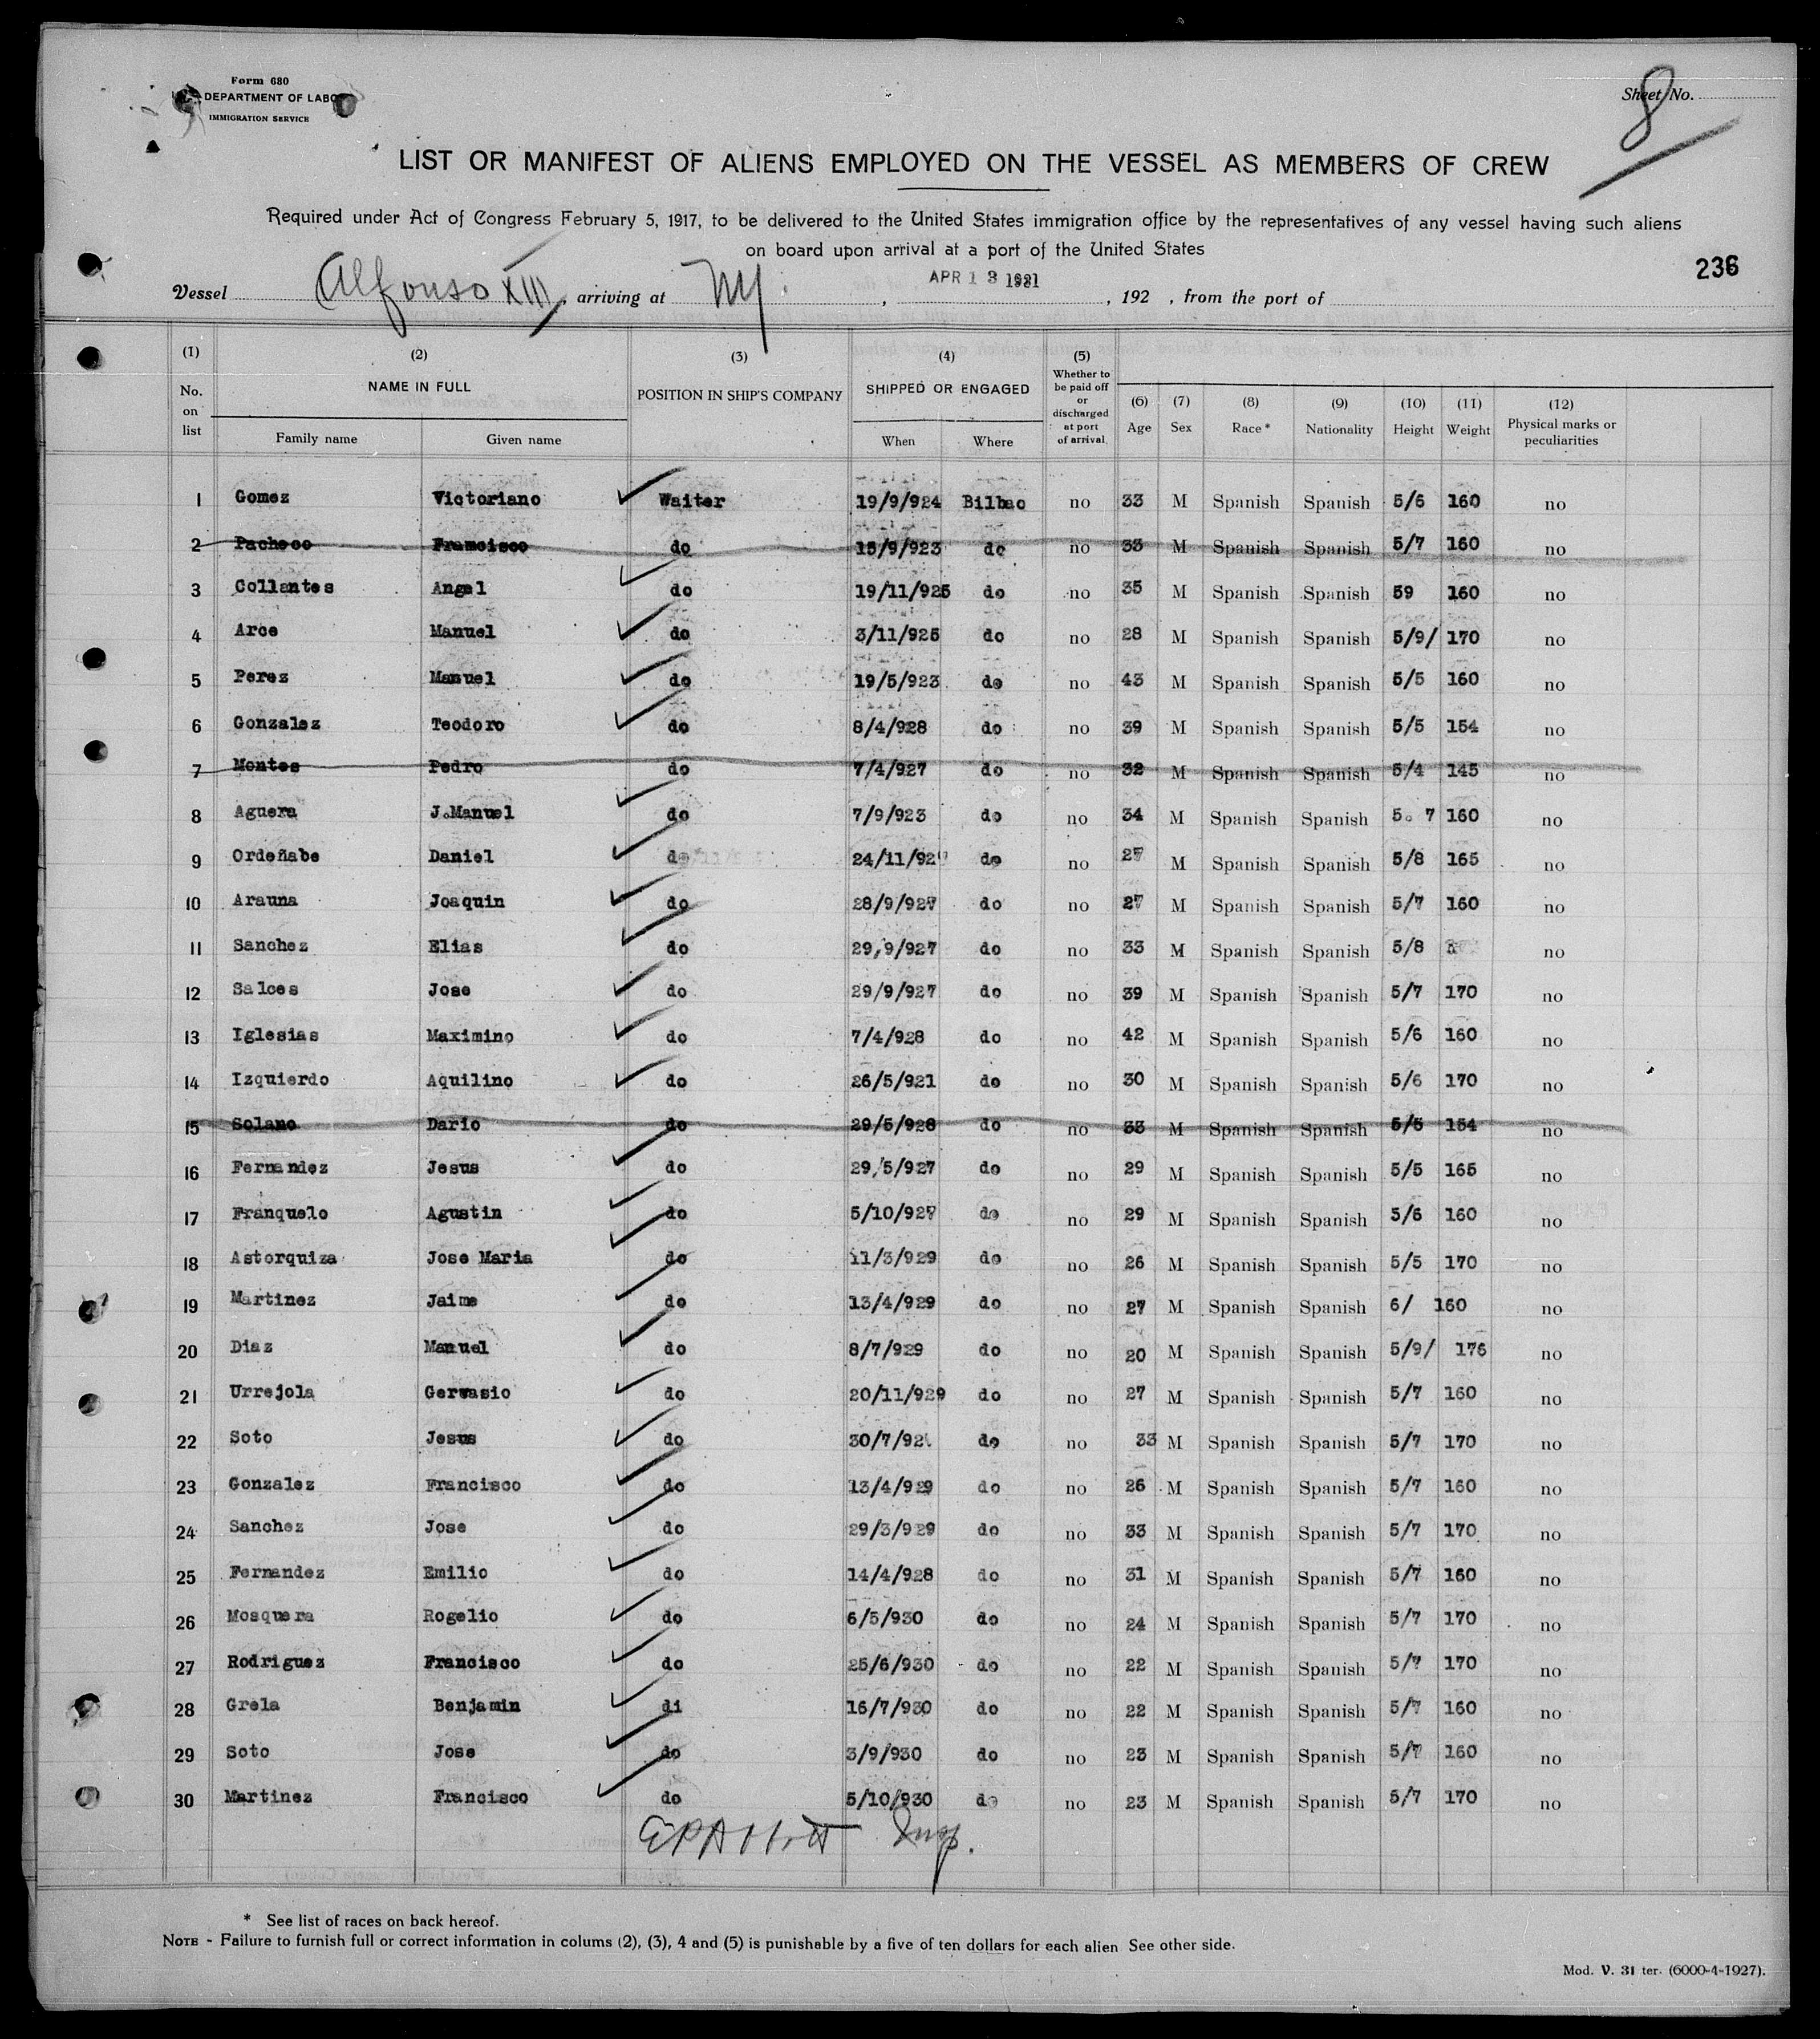 Form 680
DEPARTMENT OF LABOR
IMMIGRATION SERVICE
Sheet No. 8
LIST OR MANIFEST OF ALIENS EMPLOYED ON THE VESSEL AS MEMBERS OF CREW
Required under Act of Congress February 5, 1917, to be delivered to the United States immigration office by the representatives of any vessel having such aliens
on board upon arrival at a port of the United States
236
Vessel Alfonso XIII, arriving at NY, APR 13 1931, 192 , from the port of
(1) (2) (3) (4) (5) (6) (7) (8) (9) (10) (11) (12)
No. on list NAME IN FULL POSITION IN SHIP'S COMPANY SHIPPED OR ENGAGED Whether to be paid off or discharged at port of arrival Age Sex Race* Nationality Height Weight Physical marks or peculiarities
Family name Given name When Where
1 Gomez Victoriano Waiter 19/9/924 Bilbao no 33 M Spanish Spanish 5/6 160 no
2 Pacheco Framcisco do 15/9/923 do no 33 M Spanish Spanish 5/7 160 no
3 Collantes Angel do 19/11/925 do no 35 M Spanish Spanish 59 160 no
4 Arce Manuel do 3/11/925 do no 28 M Spanish Spanish 5/9/ 170 no
5 Perez Manuel do 19/5/923 do no 43 M Spanish Spanish 5/5 160 no
6 Gonzalez Teodoro do 8/4/928 do no 39 M Spanish Spanish 5/5 154 no
7 Montes Pedro do 7/4/927 do no 32 M Spanish Spanish 5/4 145 no
8 Aguera J.Manuel do 7/9/923 do no 34 M Spanish Spanish 5. 7 160 no
9 Ordeñabe Daniel do 24/11/92 do no 27 M Spanish Spanish 5/8 165 no
10 Arauna Joaquin do 28/9/927 do no 27 M Spanish Spanish 5/7 160 no
11 Sanchez Elias do 29,9/927 do no 33 M Spanish Spanish 5/8 no
12 Salces Jose do 29/9/927 do no 39 M Spanish Spanish 5/7 170 no
13 Iglesias Maximino do 7/4/928 do no 42 M Spanish Spanish 5/6 160 no
14 Izquierdo Aquilino do 26/5/921 do no 30 M Spanish Spanish 5/6 170 no
15 Solano Dario do 29/5/928 do no 33 M Spanish Spanish 5/5 154 no
16 Fernandez Jesus do 29,5/927 do no 29 M Spanish Spanish 5/5 165 no
17 Franquelo Agustin do 5/10/927 do no 29 M Spanish Spanish 5/6 160 no
18 Astorquiza Jose Maria do 11/3/929 do no 26 M Spanish Spanish 5/5 170 no
19 Martinez Jaime do 13/4/929 do no 27 M Spanish Spanish 6/ 160 no
20 Diaz Manuel do 8/7/929 do no 20 M Spanish Spanish 5/9/ 176 no
21 Urrejola Gervasio do 20/11/929 do no 27 M Spanish Spanish 5/7 160 no
22 Soto Jesus do 30/7/92 do no 33 M Spanish Spanish 5/7 170 no
23 Gonzalez Francisco do 13/4/929 do no 26 M Spanish Spanish 5/7 160 no
24 Sanchez Jose do 29/3/929 do no 33 M Spanish Spanish 5/7 170 no
25 Fernandez Emilio do 14/4/928 do no 31 M Spanish Spanish 5/7 160 no
26 Mosquera Rogelio do 6/5/930 do no 24 M Spanish Spanish 5/7 170 no
27 Rodriguez Francisco do 25/6/930 do no 22 M Spanish Spanish 5/7 170 no
28 Grela Benjamin di 16/7/930 do no 22 M Spanish Spanish 5/7 160 no
29 Soto Jose do 3/9/930 do no 23 M Spanish Spanish 5/7 160 no
30 Martinez Francisco do 5/10/930 do no 23 M Spanish Spanish 5/7 170 no
EPAbbott Insp.
* See list of races on back hereof.
NOTE - Failure to furnish full or correct information in colums (2), (3), 4 and (5) is punishable by a five of ten dollars for each alien See other side.
Mod. V. 31 ter. (6000-4-1927).